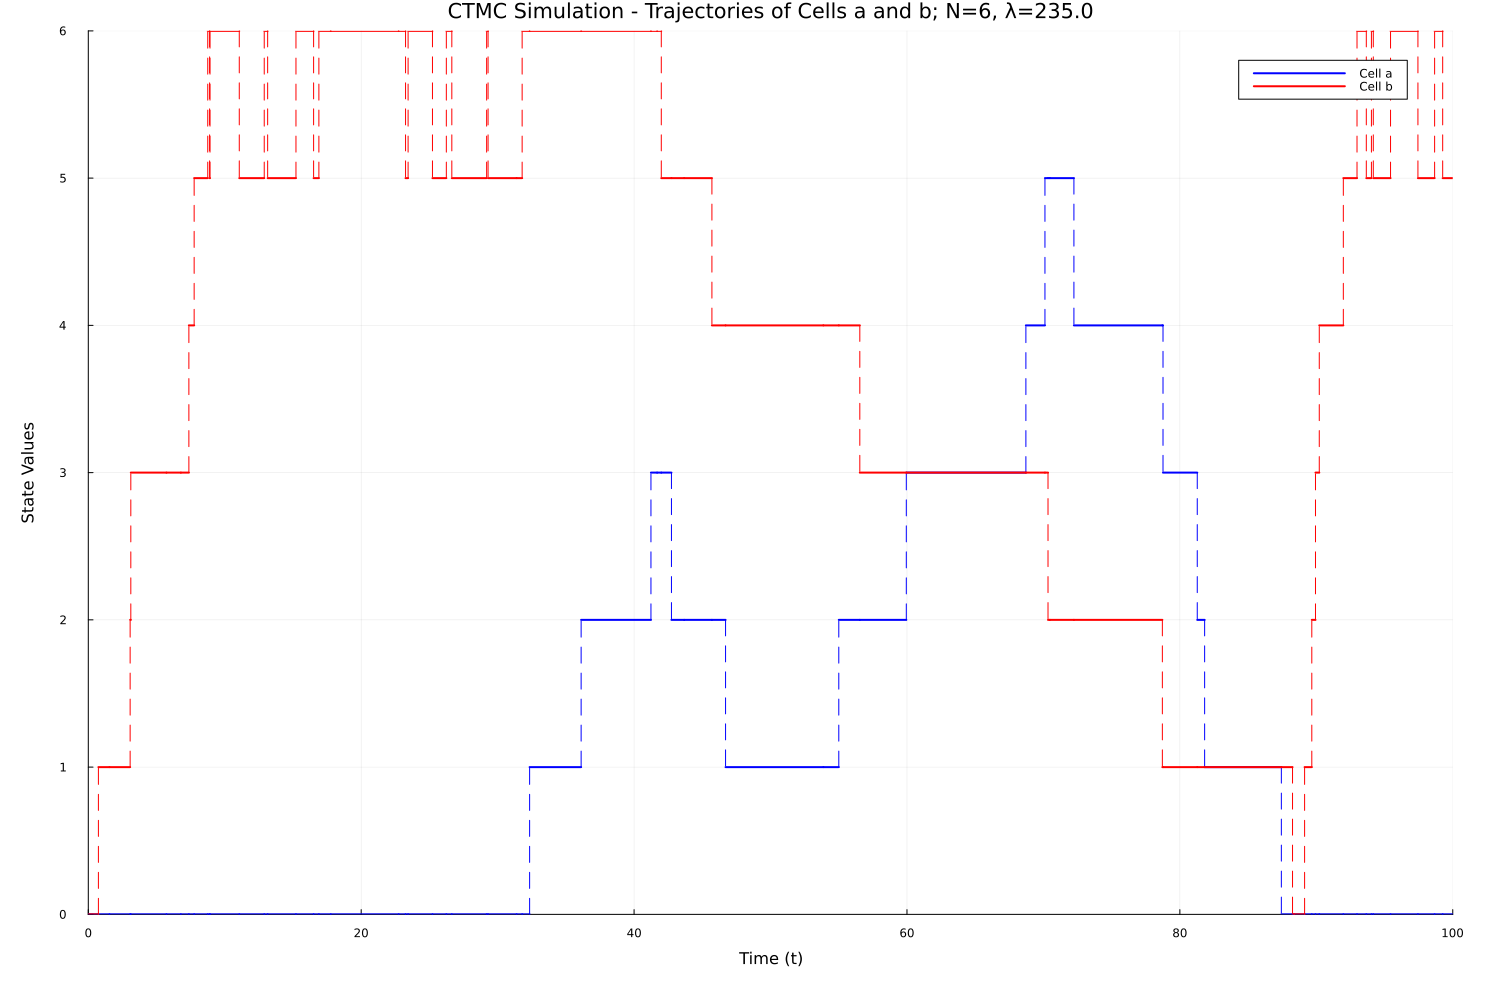 CTMC Simulation - Trajectories of Cells a and b; N=6, λ=235.0
6
Cell a
Cell b
5
4
State Values
3
2
1
0
0 20 40 60 80 100
Time (t)